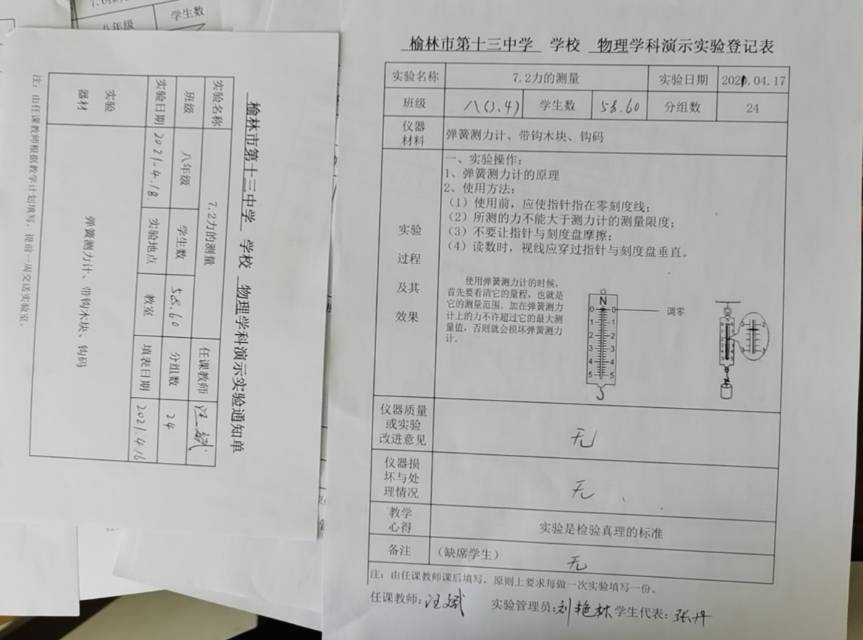 八年级
学生数
榆林市第十三中学 学校 物理学科演示实验通知单
实验名称 7.2力的测量 任课教师 汪斌
班级 八年级 学生数 58.60 分组数 24
实验日期 2021.4.18. 实验地点 教室 填表日期 2021.4.16
实验
器材
弹簧测力计、带钩木块、钩码
注：由任课教师根据教学计划填写，提前一周交送实验室。
榆林市第十三中学 学校 物理学科演示实验登记表
实验名称 7.2力的测量 实验日期 2021.04.17
班级 八(3、4) 学生数 58.60 分组数 24
仪器
材料
弹簧测力计、带钩木块、钩码
实验
过程
及其
效果
一、实验操作：
1、弹簧测力计的原理
2、使用方法：
（1）使用前，应使指针指在零刻度线；
（2）所测的力不能大于测力计的测量限度；
（3）不要让指针与刻度盘摩擦；
（4）读数时，视线应穿过指针与刻度盘垂直。
使用弹簧测力计的时候，
首先要看清它的量程，也就是
它的测量范围。加在弹簧测力
计上的力不许超过它的最大测
量值，否则就会损坏弹簧测力
计.
N
0 0
1 1
2 2
3 3
4 4
5 5
调零
仪器质量
或实验
改进意见
无
仪器损
坏与处
理情况
无
教学
心得
实验是检验真理的标准
备注 （缺席学生） 无
注：由任课教师课后填写，原则上要求每做一次实验填写一份。
任课教师：汪斌 实验管理员：刘艳林 学生代表：张丹